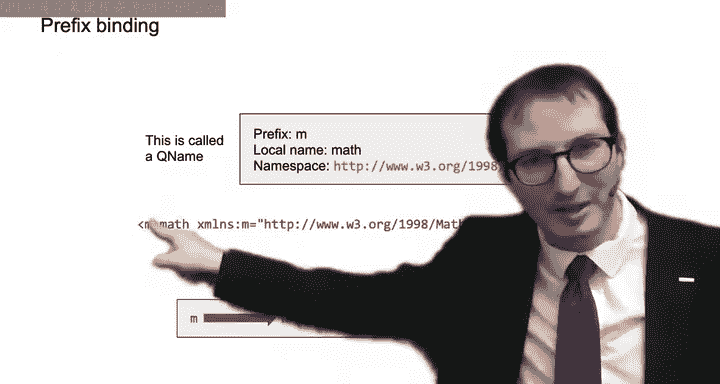 Prefix binding
This is called
a QName
Prefix: m
Local name: math
Namespace: http://www.w3.org/1998/
<m:math xmlns:m="http://www.w3.org/1998/Mat
m